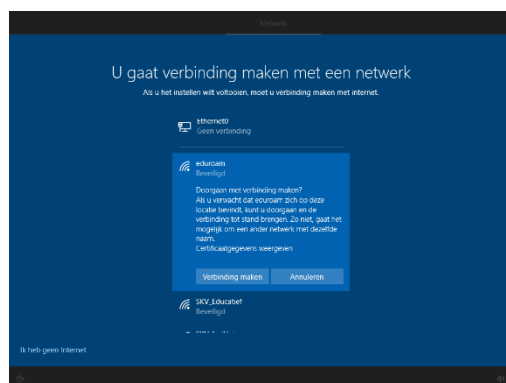 Netwerk
U gaat verbinding maken met een netwerk
Als u het instellen wilt voltooien, moet u verbinding maken met internet.
Ethernet0
Geen verbinding
eduroam
Beveiligd
Doorgaan met verbinding maken?
Als u verwacht dat eduroam zich op deze
locatie bevindt, kunt u doorgaan en de
verbinding tot stand brengen. Zo niet, gaat het
mogelijk om een ander netwerk met dezelfde
naam.
Certificaatgegevens weergeven
Verbinding maken
Annuleren
SKV_Educatief
Beveiligd
Ik heb geen internet